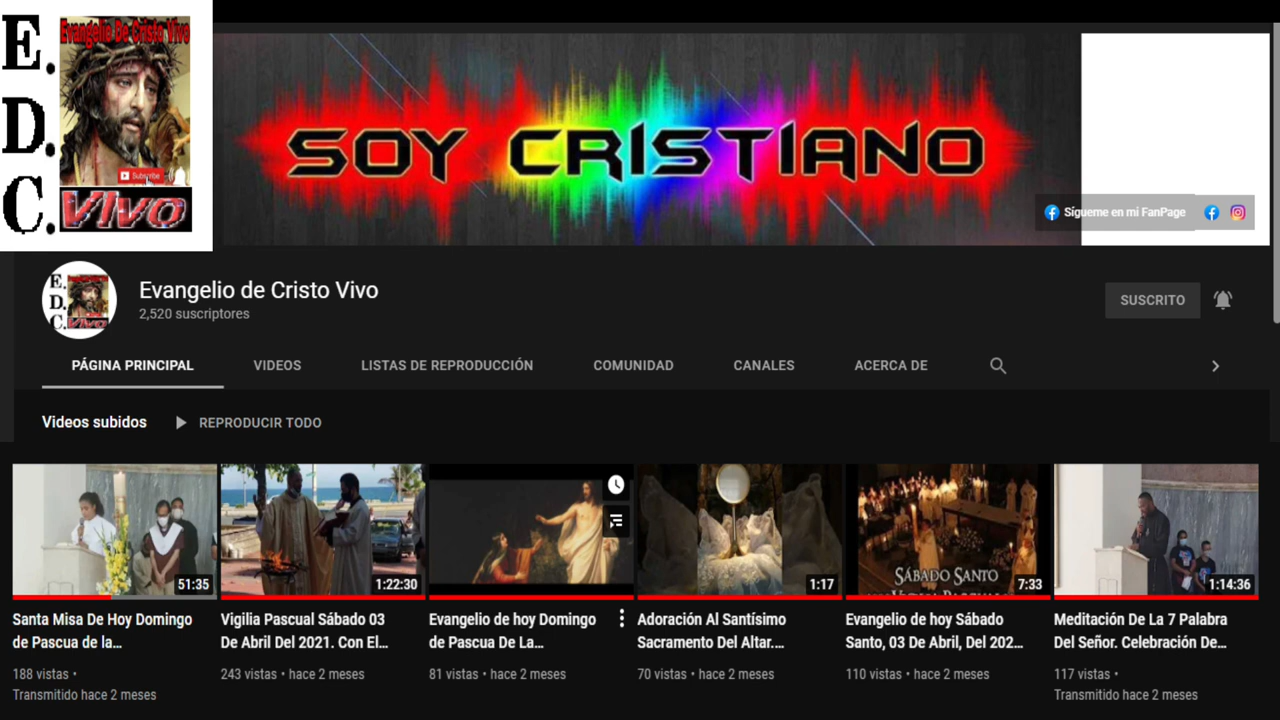 E.
D.
C.
Evangelio De Cristo Vivo
Subscribe
Vivo
SOY CRISTIANO
Sígueme en mi FanPage
E.
D.
C.
Vivo
Evangelio de Cristo Vivo
2,520 suscriptores
SUSCRITO
PÁGINA PRINCIPAL VIDEOS LISTAS DE REPRODUCCIÓN COMUNIDAD CANALES ACERCA DE
Videos subidos REPRODUCIR TODO
51:35
1:22:30
1:17
SÁBADO SANTO
7:33
1:14:36
Santa Misa De Hoy Domingo
de Pascua de la...
188 vistas •
Transmitido hace 2 meses
Vigilia Pascual Sábado 03
De Abril Del 2021. Con El...
243 vistas • hace 2 meses
Evangelio de hoy Domingo
de Pascua De La...
81 vistas • hace 2 meses
Adoración Al Santísimo
Sacramento Del Altar....
70 vistas • hace 2 meses
Evangelio de hoy Sábado
Santo, 03 De Abril, Del 202...
110 vistas • hace 2 meses
Meditación De La 7 Palabra
Del Señor. Celebración De...
117 vistas •
Transmitido hace 2 meses